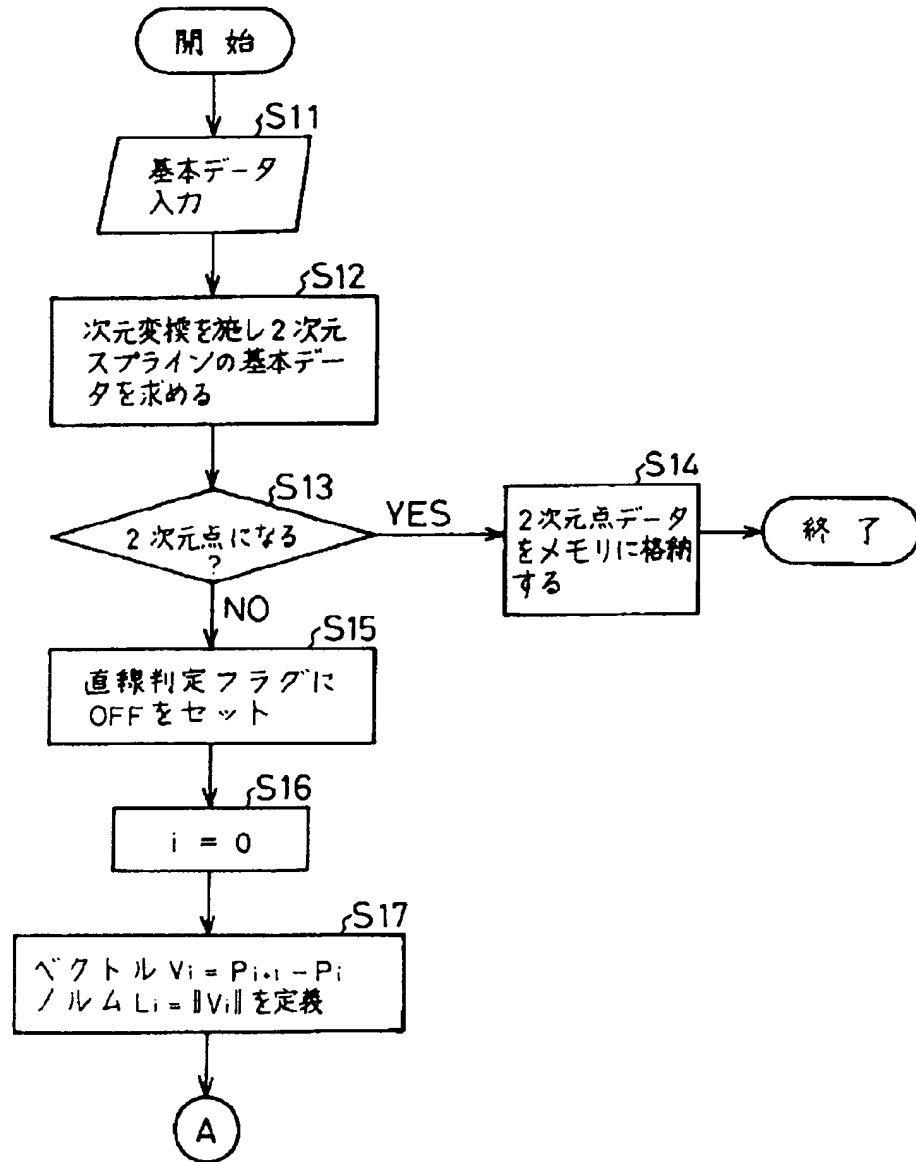 開始
S11
基本データ
入力
S12
次元変換を施し2次元
スプラインの基本デー
タを求める
S13
2次元点になる
?
YES
S14
2次元点データ
をメモリに格納
する
終了
NO
S15
直線判定フラグに
OFFをセット
S16
i = 0
S17
ベクトル Vi = Pi+1 - Pi
ノルム Li = ‖Vi‖ を定義
A